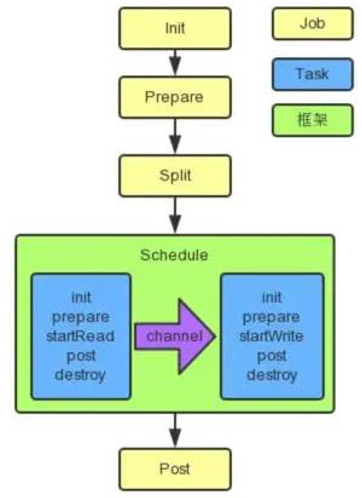 Init
Job
Task
Prepare
框架
Split
Schedule
init
prepare
startRead
post
destroy
channel
init
prepare
startWrite
post
destroy
Post